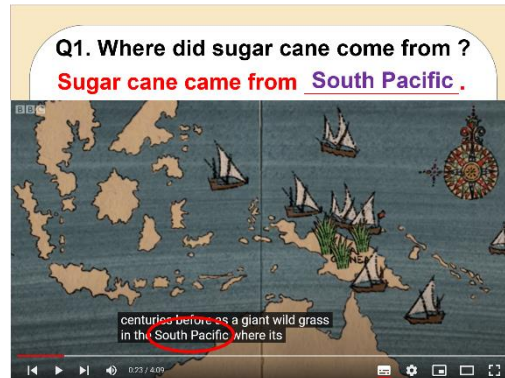 Q1. Where did sugar cane come from ?
Sugar cane came from South Pacific.
BBC
centuries before as a giant wild grass
in the South Pacific where its
0:23 / 4:09